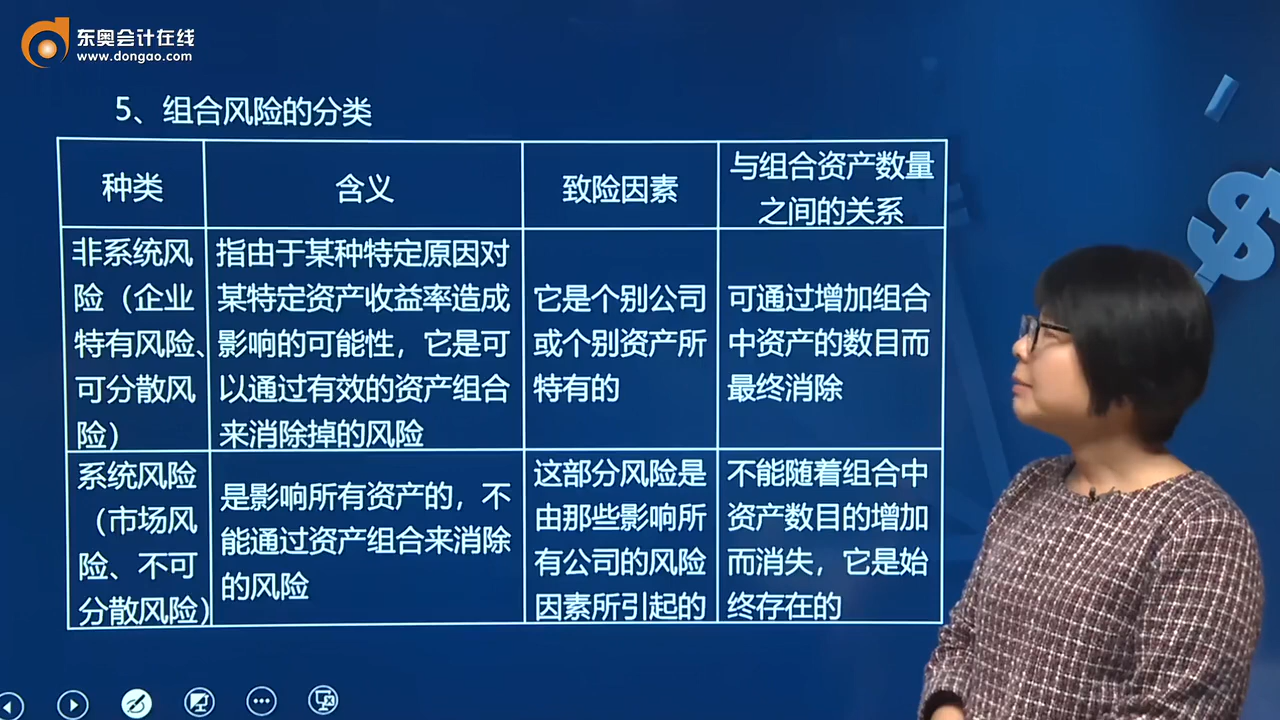 东奥会计在线
www.dongao.com
5、组合风险的分类
种类
含义
致险因素
与组合资产数量
之间的关系
非系统风
险（企业
特有风险、
可分散风
险）
指由于某种特定原因对
某特定资产收益率造成
影响的可能性，它是可
以通过有效的资产组合
来消除掉的风险
它是个别公司
或个别资产所
特有的
可通过增加组合
中资产的数目而
最终消除
系统风险
（市场风
险、不可
分散风险）
是影响所有资产的，不
能通过资产组合来消除
的风险
这部分风险是
由那些影响所
有公司的风险
因素所引起的
不能随着组合中
资产数目的增加
而消失，它是始
终存在的
$